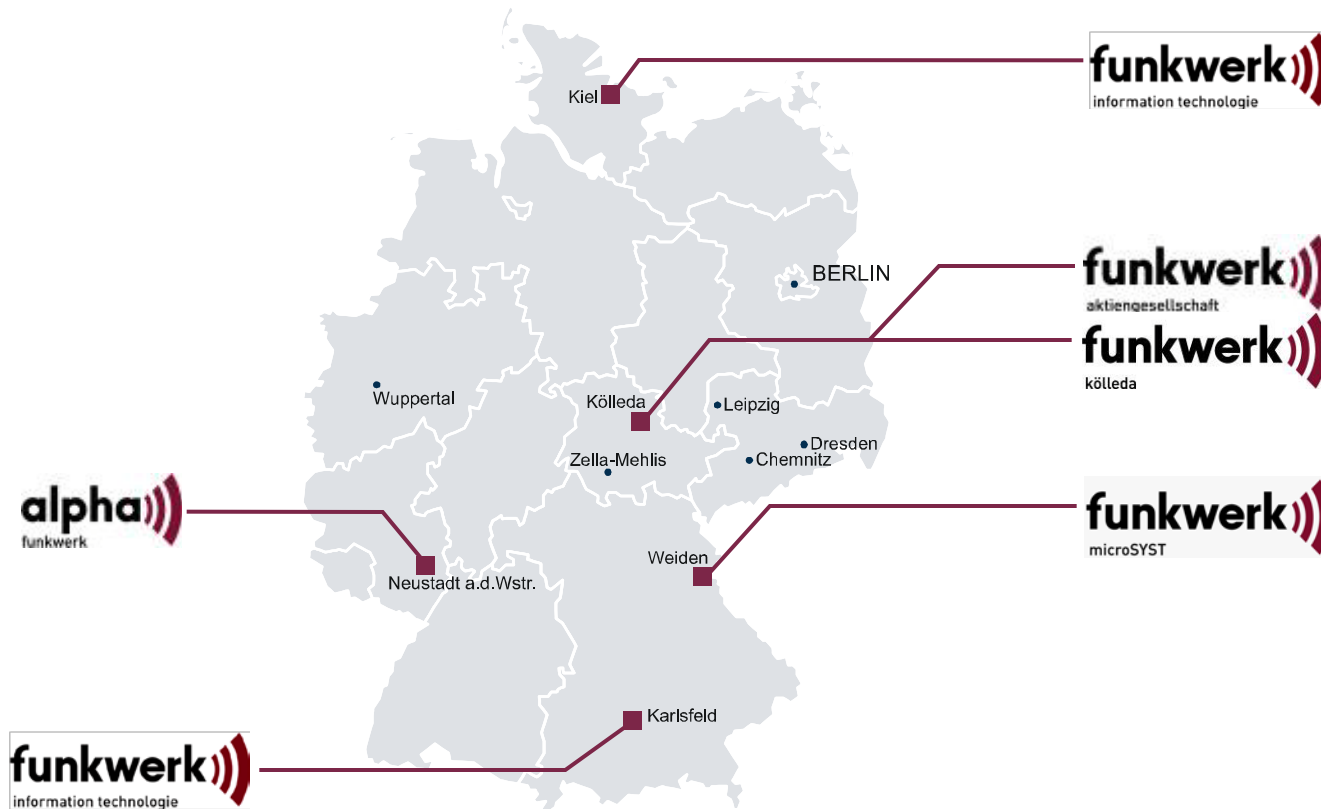 funkwerk
information technologie
Kiel
BERLIN
funkwerk
aktiengesellschaft
funkwerk
kölleda
Wuppertal
Kölleda
Leipzig
Dresden
Zella-Mehlis
Chemnitz
alpha
funkwerk
funkwerk
microSYST
Weiden
Neustadt a.d.Wstr.
Karlsfeld
funkwerk
information technologie